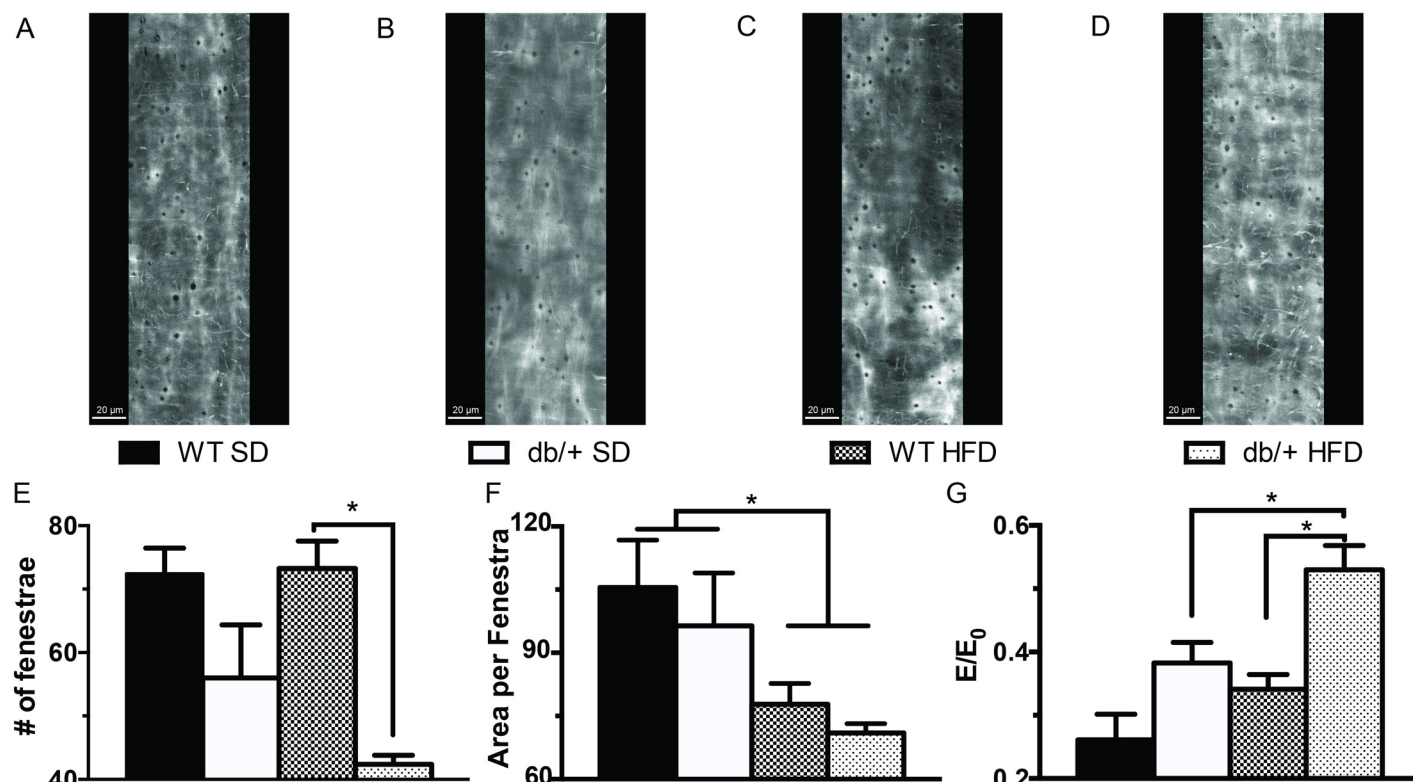 A
B
C
D
20 µm
20 µm
20 µm
20 µm
WT SD
db/+ SD
WT HFD
db/+ HFD
E
# of fenestrae
80
60
40
*
F
Area per Fenestra
120
90
60
*
G
E/E₀
0.6
0.4
0.2
*
*